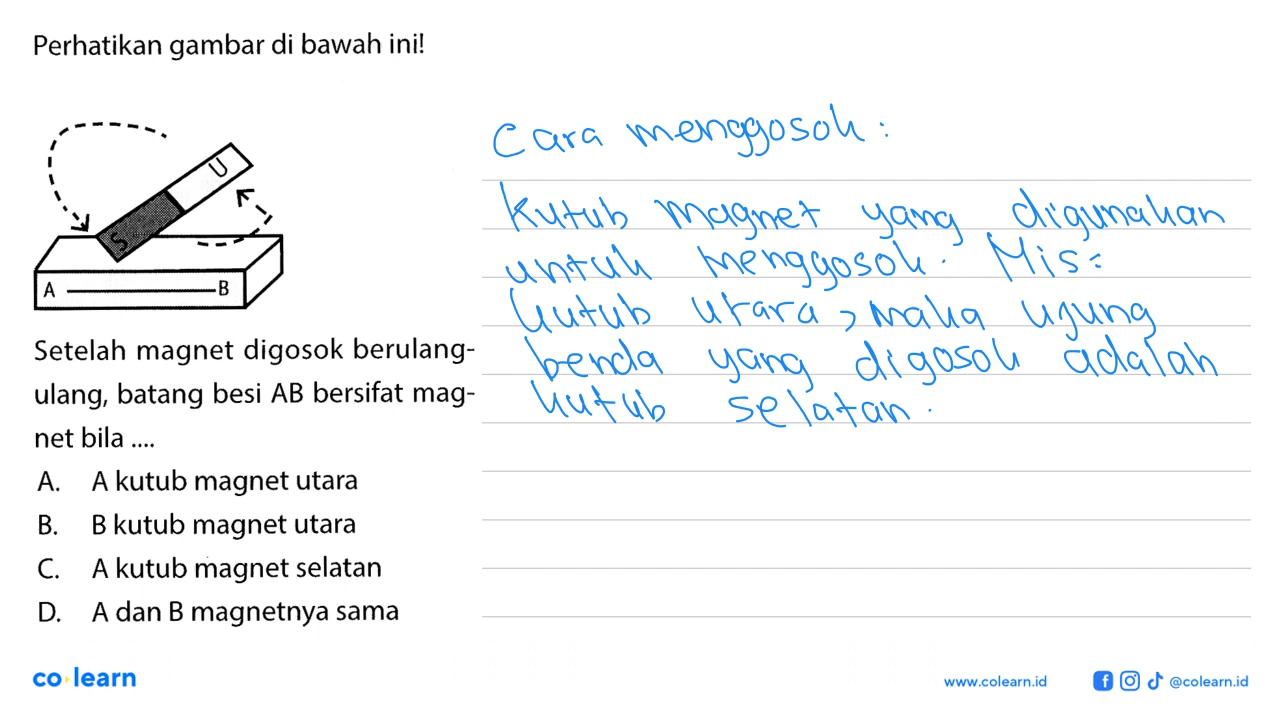 Perhatikan gambar di bawah ini!
U
S
A
B
Setelah magnet digosok berulang-
ulang, batang besi AB bersifat mag-
net bila ....
A. A kutub magnet utara
B. B kutub magnet utara
C. A kutub magnet selatan
D. A dan B magnetnya sama
Cara menggosok :
Kutub magnet yang digunakan
untuk menggosok. Mis=
kutub utara, maka ujung
benda yang digosok adalah
kutub selatan.
co learn
www.colearn.id
@colearn.id